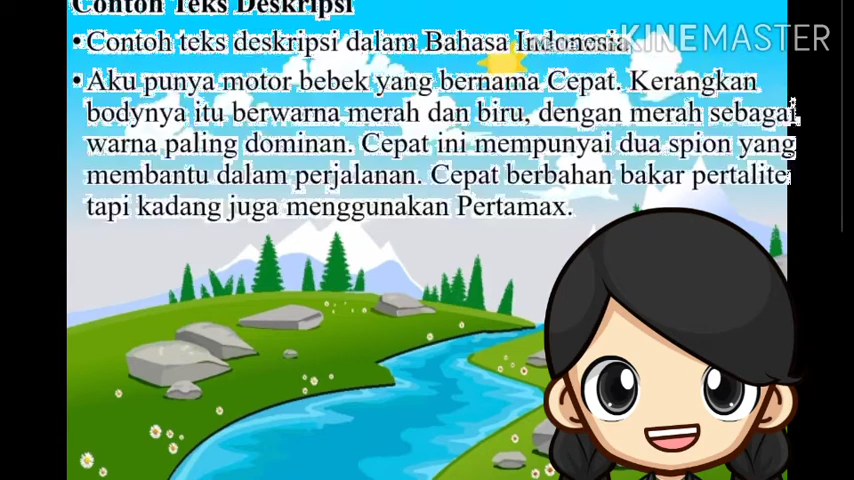 Contoh Teks Deskripsi
• Contoh teks deskripsi dalam Bahasa Indonesia
KINEMASTER
• Aku punya motor bebek yang bernama Cepat. Kerangkan
bodynya itu berwarna merah dan biru, dengan merah sebagai
warna paling dominan. Cepat ini mempunyai dua spion yang
membantu dalam perjalanan. Cepat berbahan bakar pertalite
tapi kadang juga menggunakan Pertamax.